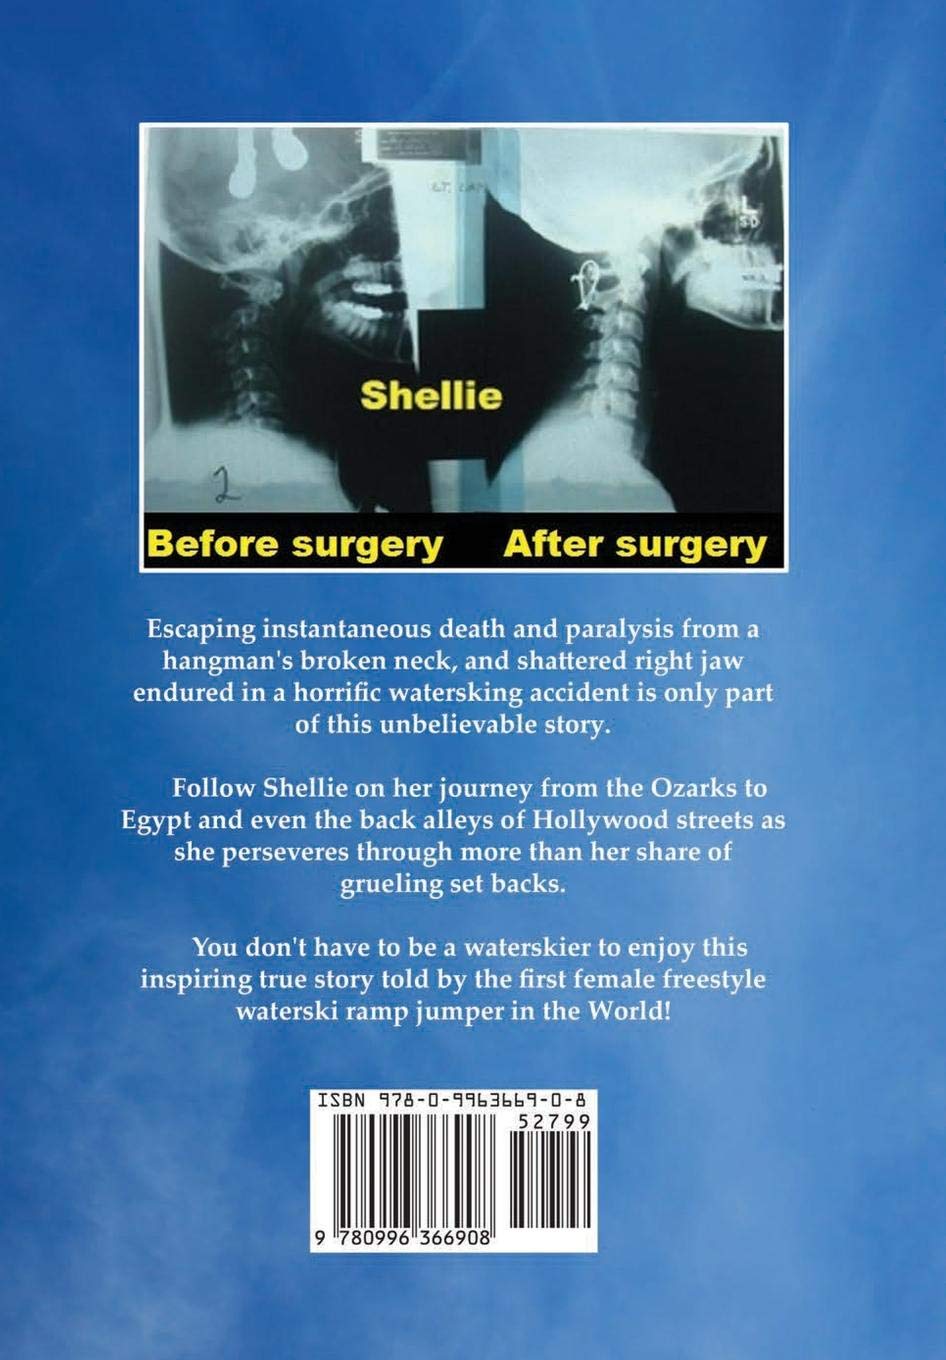 LT. LAM
L
SD
Shellie
2
Before surgery After surgery
Escaping instantaneous death and paralysis from a
hangman's broken neck, and shattered right jaw
endured in a horrific watersking accident is only part
of this unbelievable story.
Follow Shellie on her journey from the Ozarks to
Egypt and even the back alleys of Hollywood streets as
she perseveres through more than her share of
grueling set backs.
You don't have to be a waterskier to enjoy this
inspiring true story told by the first female freestyle
waterski ramp jumper in the World!
ISBN 978-0-9963669-0-8
52799
9 780996 366908